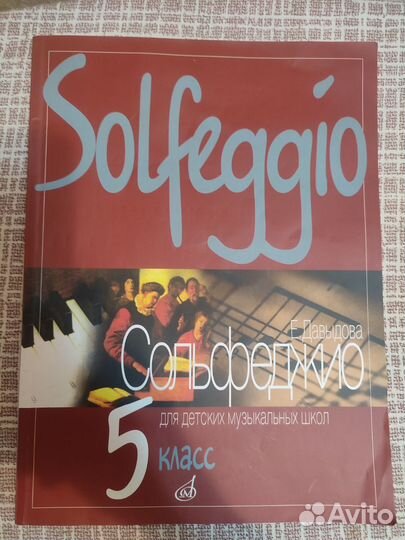 Solfeggio
Е. Давыдова
Сольфеджио
для детских музыкальных школ
5 класс
Avito